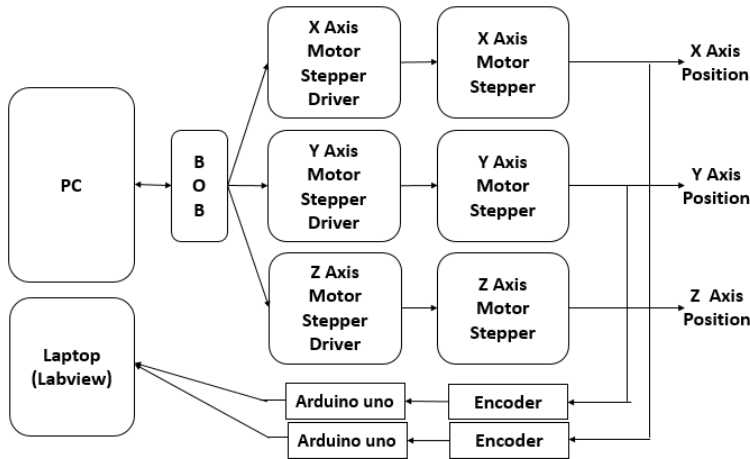 X Axis
Motor
Stepper
Driver
X Axis
Motor
Stepper
X Axis
Position
PC
B
O
B
Y Axis
Motor
Stepper
Driver
Y Axis
Motor
Stepper
Y Axis
Position
Z Axis
Motor
Stepper
Driver
Z Axis
Motor
Stepper
Z Axis
Position
Laptop
(Labview)
Arduino uno
Encoder
Arduino uno
Encoder